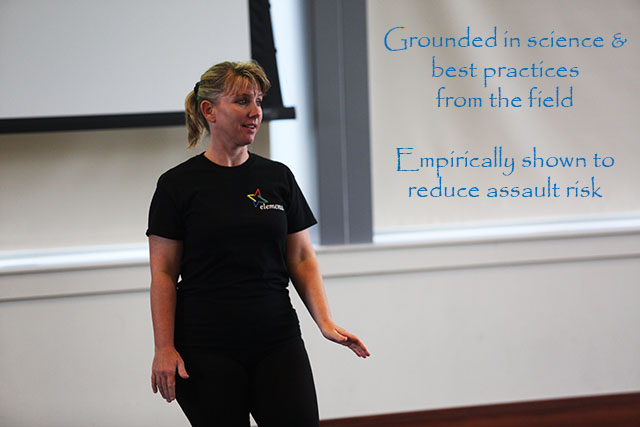 Grounded in science &
best practices
from the field
Empirically shown to
reduce assault risk